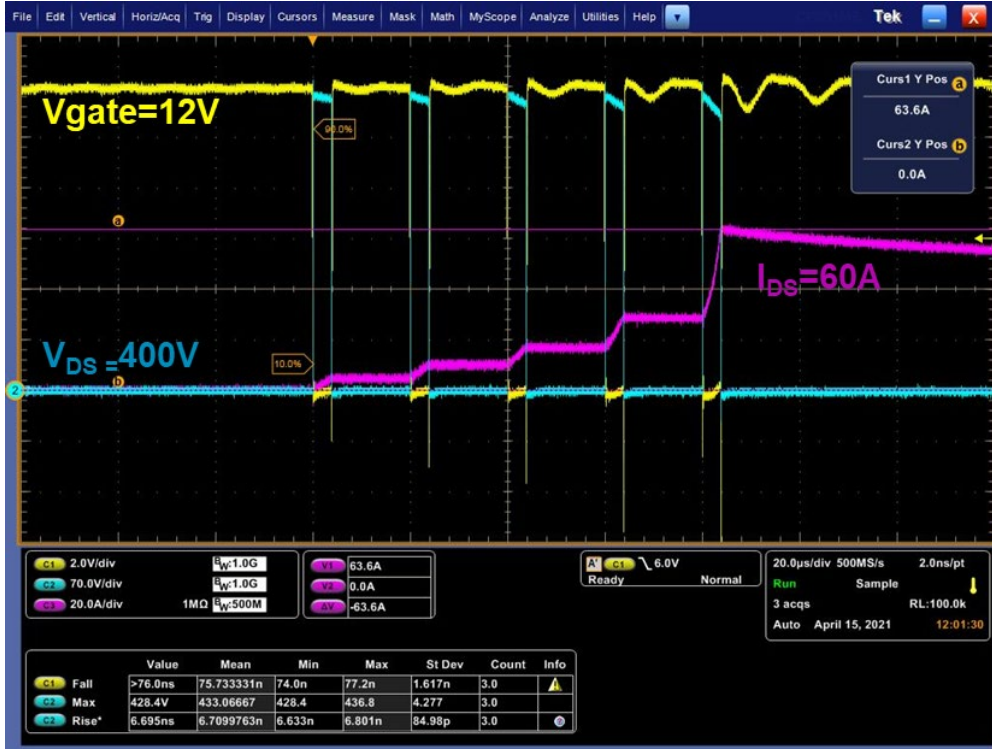 File Edit Vertical Horiz/Acq Trig Display Cursors Measure Mask Math MyScope Analyze Utilities Help Tek X
Curs1 Y Pos a
63.6A
Curs2 Y Pos b
0.0A
Vgate=12V
90.0%
a
IDS=60A
VDS =400V
10.0%
b
2
C1 2.0V/div BW:1.0G
C2 70.0V/div BW:1.0G
C3 20.0A/div 1MΩ BW:500M
V1 63.6A
V2 0.0A
ΔV -63.6A
A' C1 6.0V
Ready Normal
20.0µs/div 500MS/s 2.0ns/pt
Run Sample
3 acqs RL:100.0k
Auto April 15, 2021 12:01:30
Value Mean Min Max St Dev Count Info
C1 Fall >76.0ns 75.733331n 74.0n 77.2n 1.617n 3.0
C2 Max 428.4V 433.06667 428.4 436.8 4.277 3.0
C2 Rise* 6.695ns 6.7099763n 6.633n 6.801n 84.98p 3.0